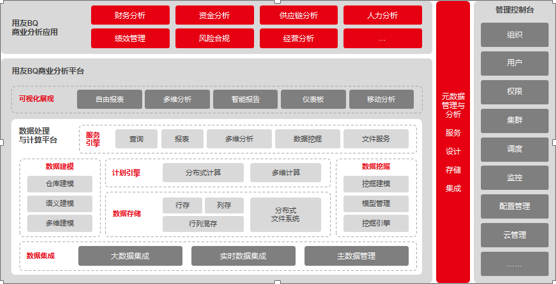 用友BQ
商业分析应用
财务分析
资金分析
供应链分析
人力分析
绩效管理
风险合规
经营分析
…
用友BQ商业分析平台
可视化展现
自由报表
多维分析
智能报告
仪表板
移动分析
数据处理
与计算平台
服务
引擎
查询
报表
多维分析
数据挖掘
文件服务
数据建模
仓库建模
语义建模
多维建模
计划引擎
分布式计算
多维计算
数据存储
行存
列存
行列混存
分布式
文件系统
数据挖掘
挖掘建模
模型管理
挖掘引擎
数据集成
大数据集成
实时数据集成
主数据管理
元数据
管理与
分析
服务
设计
存储
集成
管理控制台
组织
用户
权限
集群
调度
监控
配置管理
云管理
……